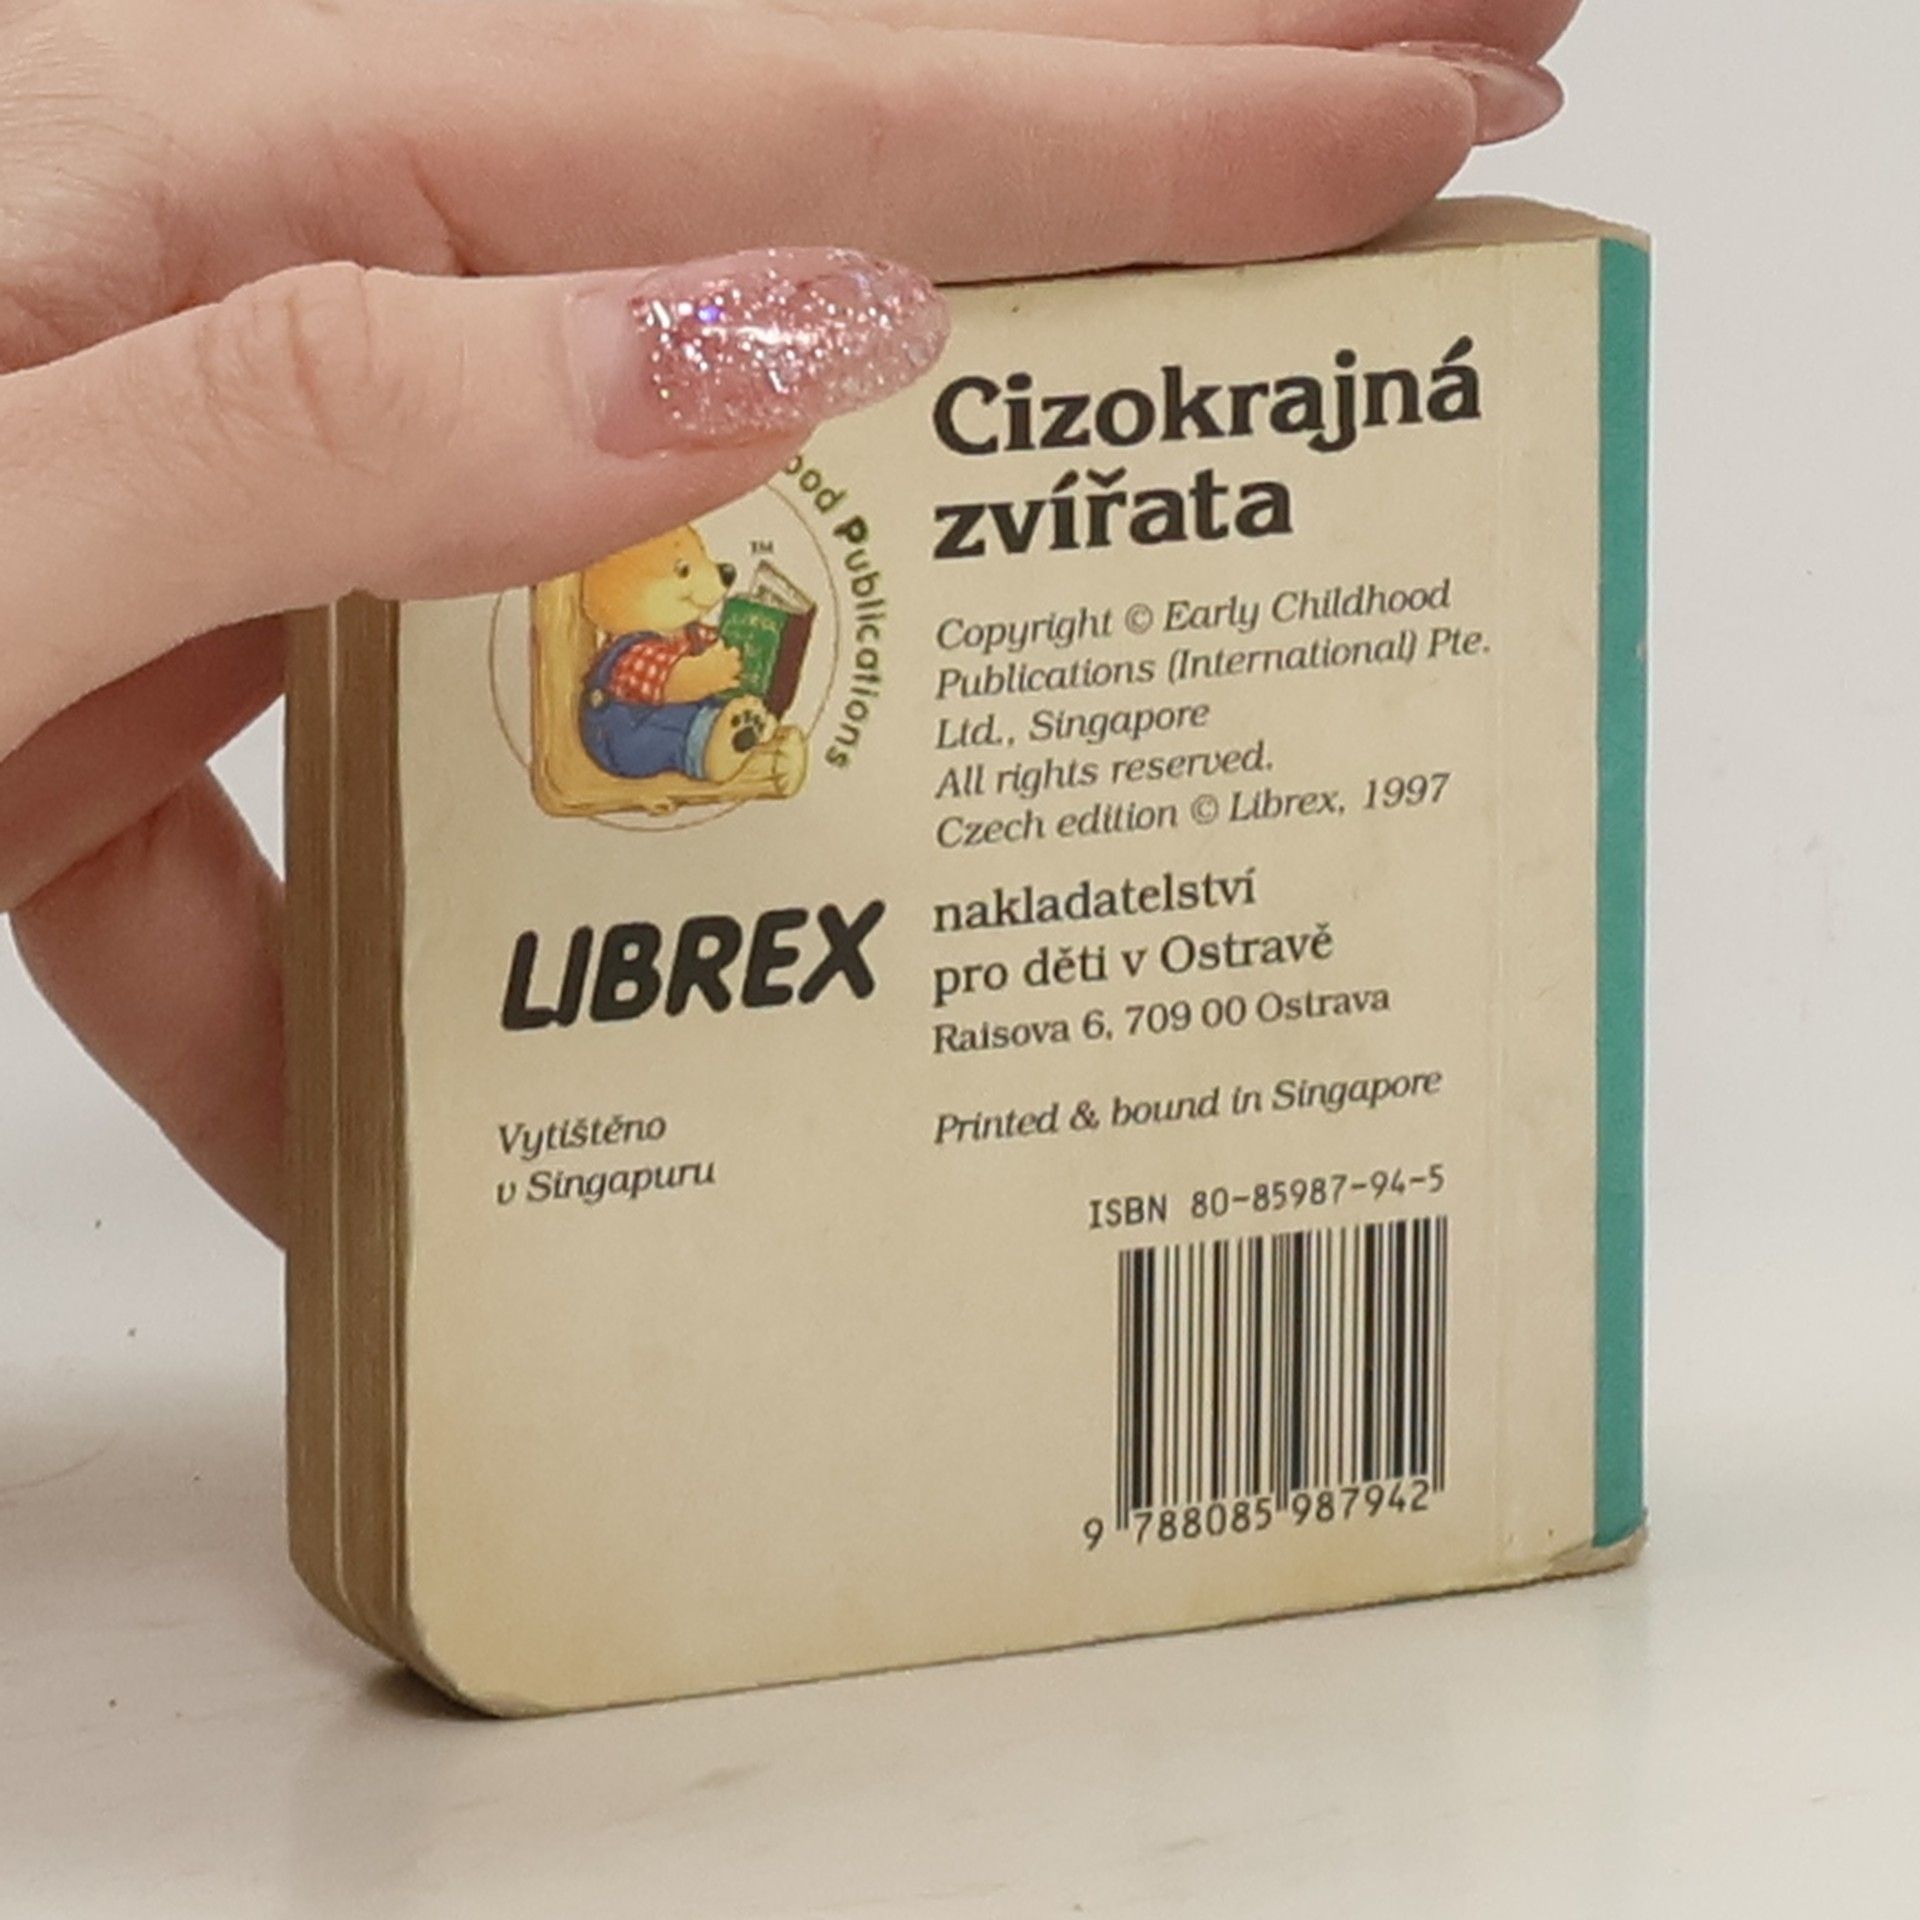 Publications
TM
Cizokrajná
zvířata
Copyright © Early Childhood
Publications (International) Pte.
Ltd., Singapore
All rights reserved.
Czech edition © Librex, 1997
LIBREX
nakladatelství
pro děti v Ostravě
Raisova 6, 709 00 Ostrava
Vytištěno
v Singapuru
Printed & bound in Singapore
ISBN 80-85987-94-5
9 788085 987942